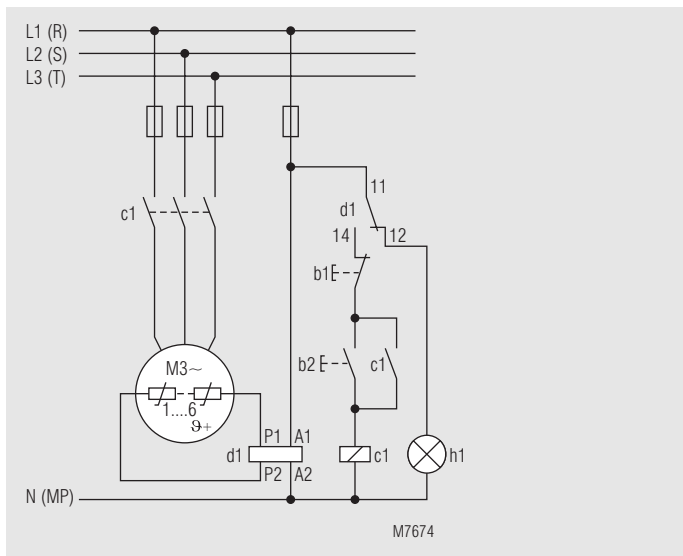 L1 (R)
L2 (S)
L3 (T)
c1
11
d1
14
12
b1
M3~
b2
c1
1....6
ϑ+
P1 A1
d1
c1
h1
P2 A2
N (MP)
M7674